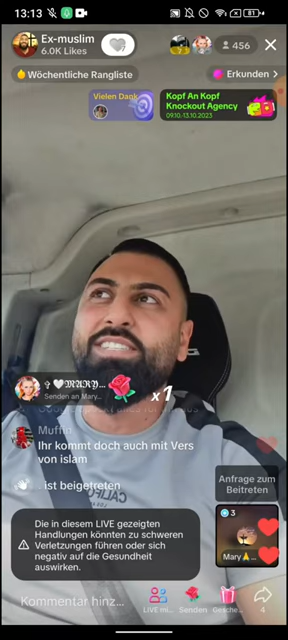 13:13
81
Ex-muslim
6.0K Likes
456
Wöchentliche Rangliste
Erkunden >
Vielen Dank
Kopf An Kopf
Knockout Agency
09.10.-13.10.2023
Senden an Mary...
x1
Muffin
Ihr kommt doch auch mit Vers
von islam
ist beigetreten
CALIFO
Anfrage zum
Beitreten
3
Mary
Die in diesem LIVE gezeigten
Handlungen könnten zu schweren
Verletzungen führen oder sich
negativ auf die Gesundheit
auswirken.
Kommentar hinz...
LIVE mi...
Senden
Gesche...
4